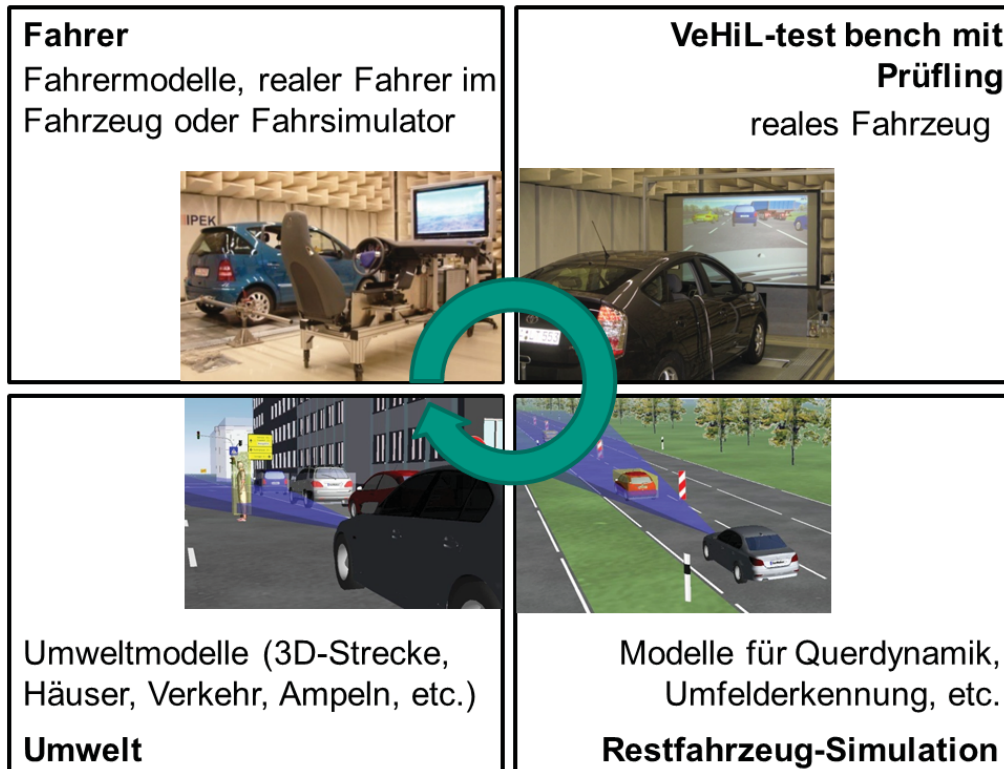 Fahrer
Fahrermodelle, realer Fahrer im
Fahrzeug oder Fahrsimulator
VeHiL-test bench mit
Prüfling
reales Fahrzeug
IPEK
Umweltmodelle (3D-Strecke,
Häuser, Verkehr, Ampeln, etc.)
Umwelt
Modelle für Querdynamik,
Umfelderkennung, etc.
Restfahrzeug-Simulation